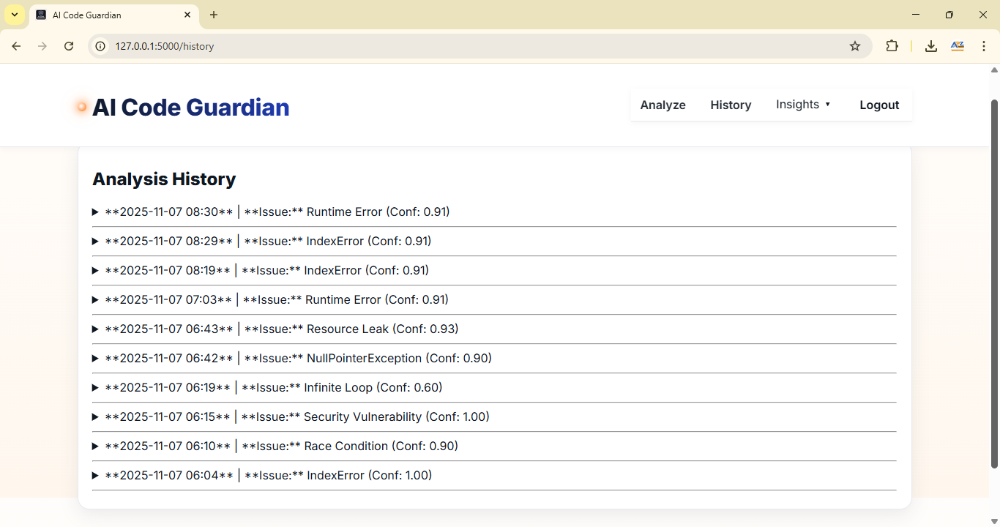 AI Code Guardian
127.0.0.1:5000/history
AI Code Guardian
Analyze History Insights ▼ Logout
Analysis History
▶ **2025-11-07 08:30** | **Issue:** Runtime Error (Conf: 0.91)
▶ **2025-11-07 08:29** | **Issue:** IndexError (Conf: 0.91)
▶ **2025-11-07 08:19** | **Issue:** IndexError (Conf: 0.91)
▶ **2025-11-07 07:03** | **Issue:** Runtime Error (Conf: 0.91)
▶ **2025-11-07 06:43** | **Issue:** Resource Leak (Conf: 0.93)
▶ **2025-11-07 06:42** | **Issue:** NullPointerException (Conf: 0.90)
▶ **2025-11-07 06:19** | **Issue:** Infinite Loop (Conf: 0.60)
▶ **2025-11-07 06:15** | **Issue:** Security Vulnerability (Conf: 1.00)
▶ **2025-11-07 06:10** | **Issue:** Race Condition (Conf: 0.90)
▶ **2025-11-07 06:04** | **Issue:** IndexError (Conf: 1.00)